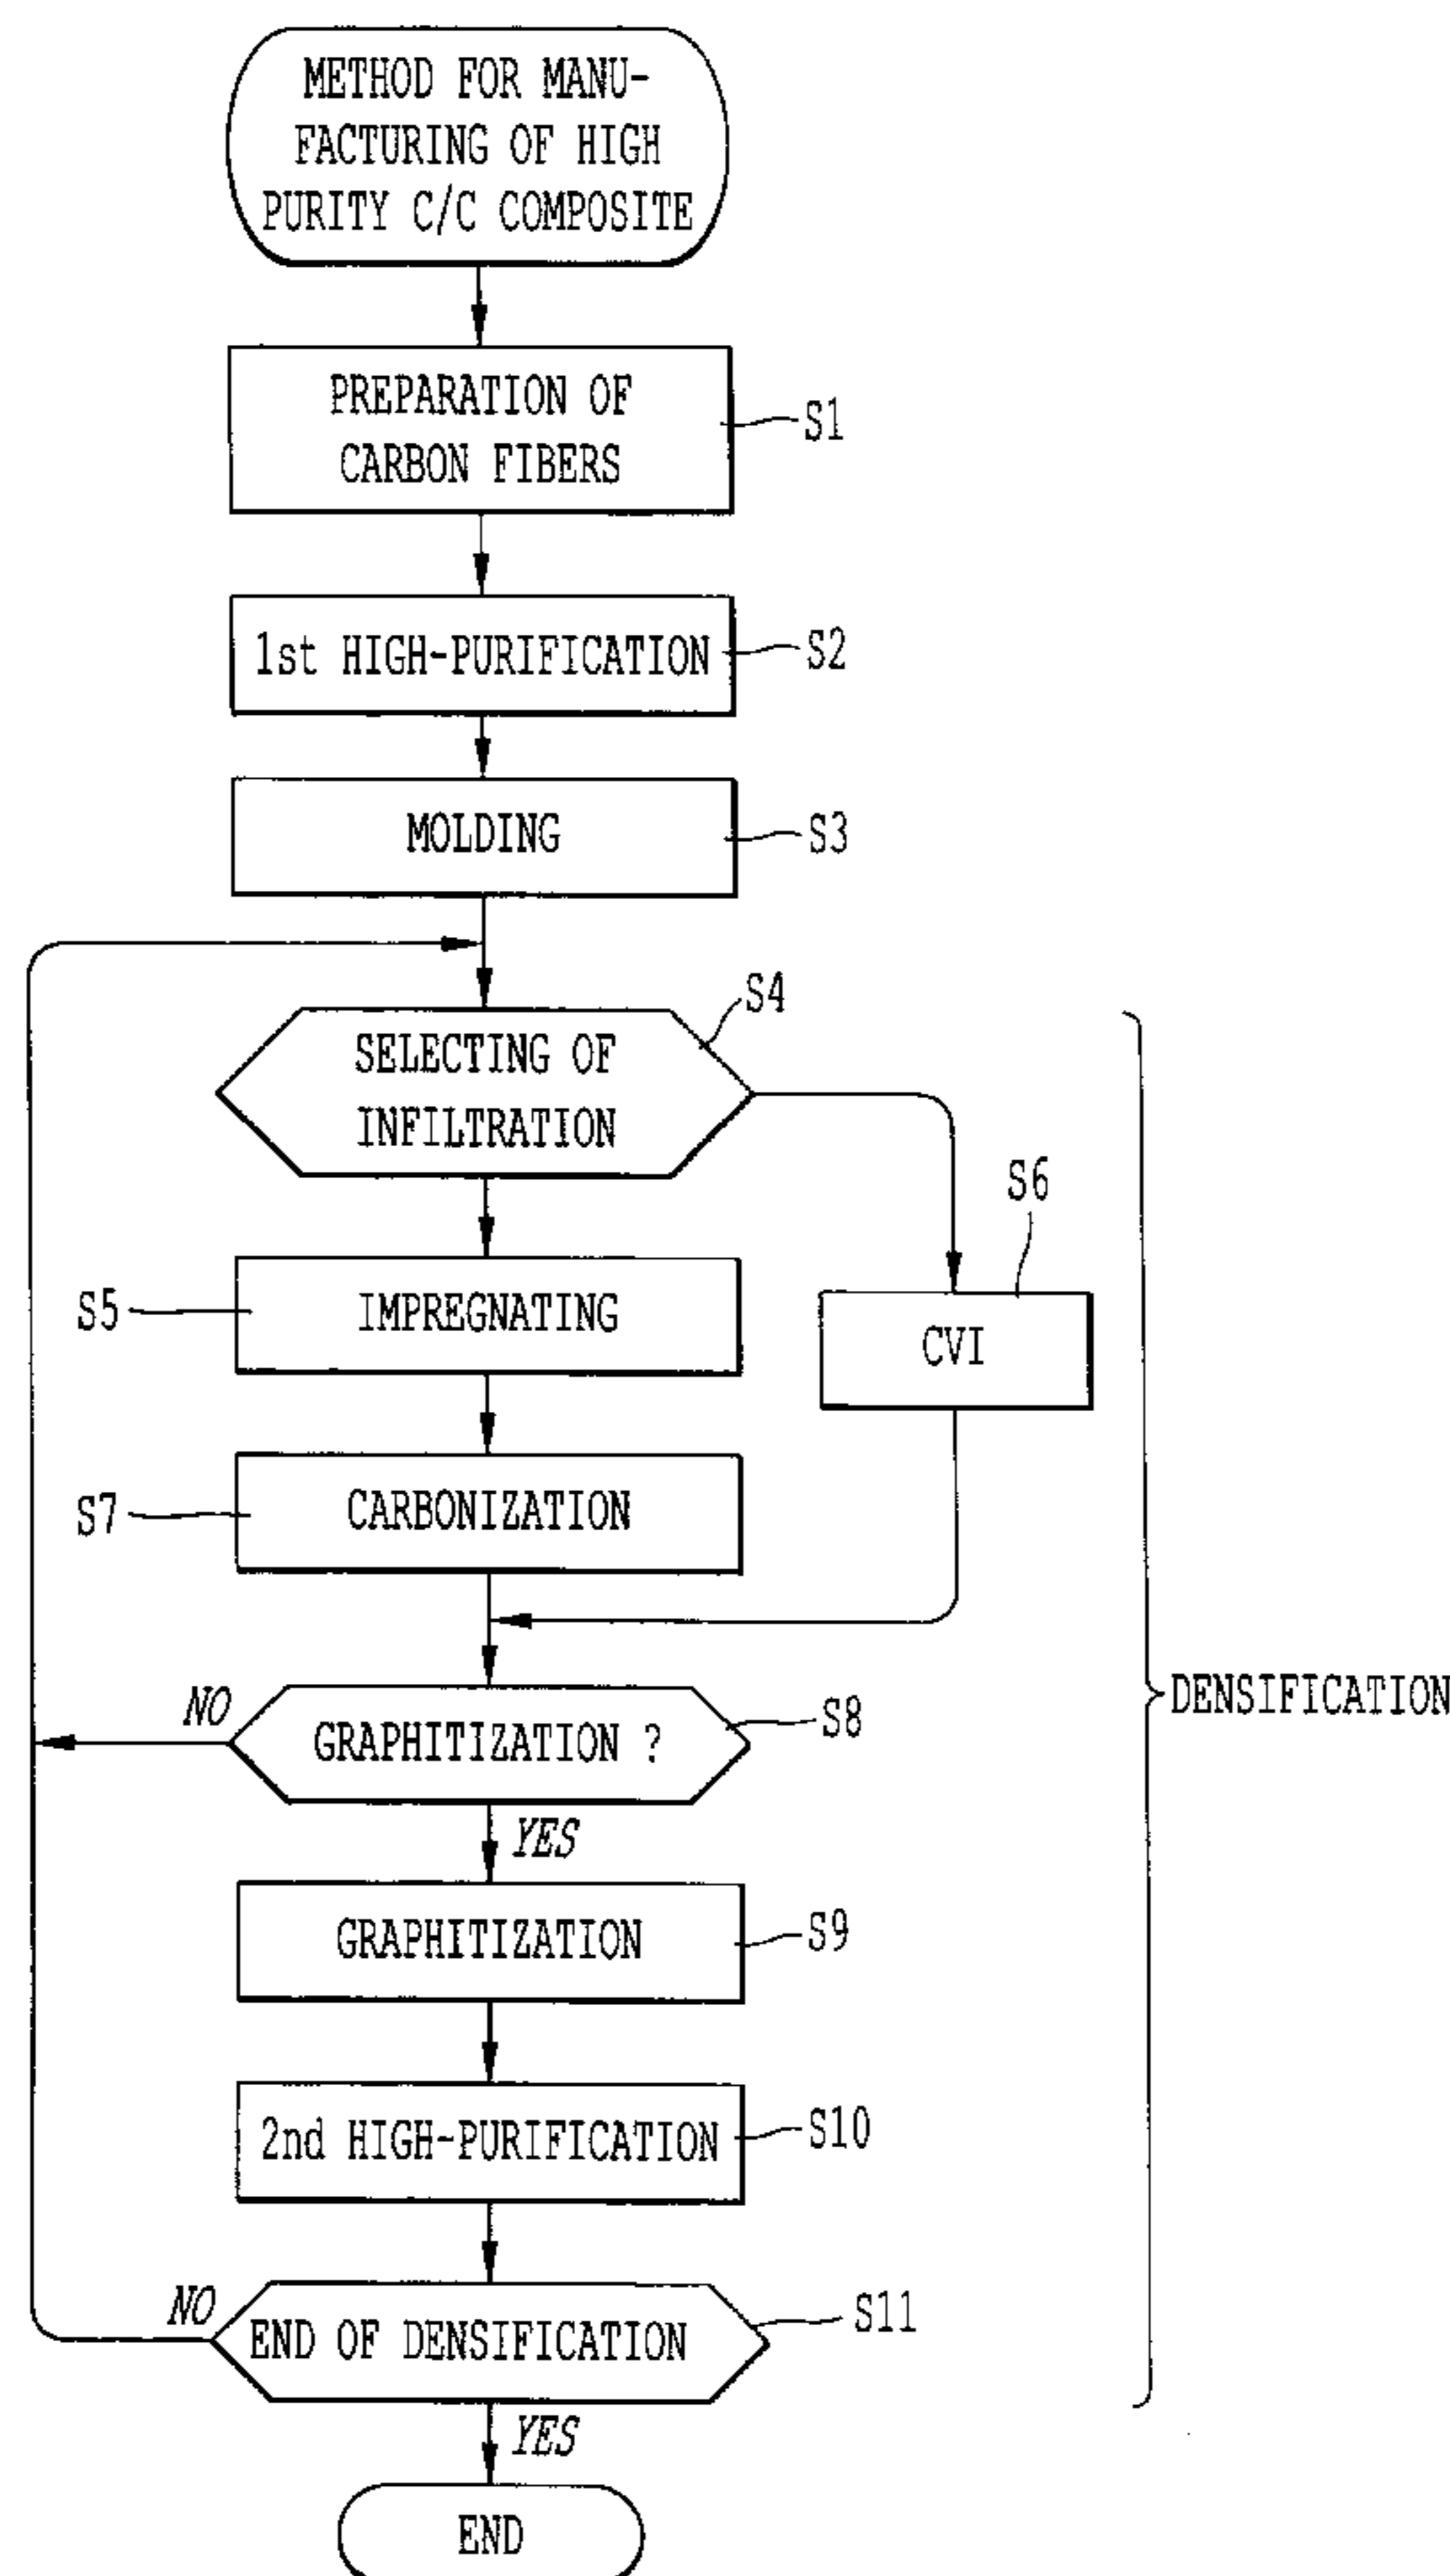 METHOD FOR MANU-
FACTURING OF HIGH
PURITY C/C COMPOSITE
PREPARATION OF
CARBON FIBERS
S1
1st HIGH-PURIFICATION
S2
MOLDING
S3
S4
SELECTING OF
INFILTRATION
S6
S5
IMPREGNATING
CVI
S7
CARBONIZATION
DENSIFICATION
NO
GRAPHITIZATION ?
S8
YES
GRAPHITIZATION
S9
2nd HIGH-PURIFICATION
S10
NO
END OF DENSIFICATION
S11
YES
END